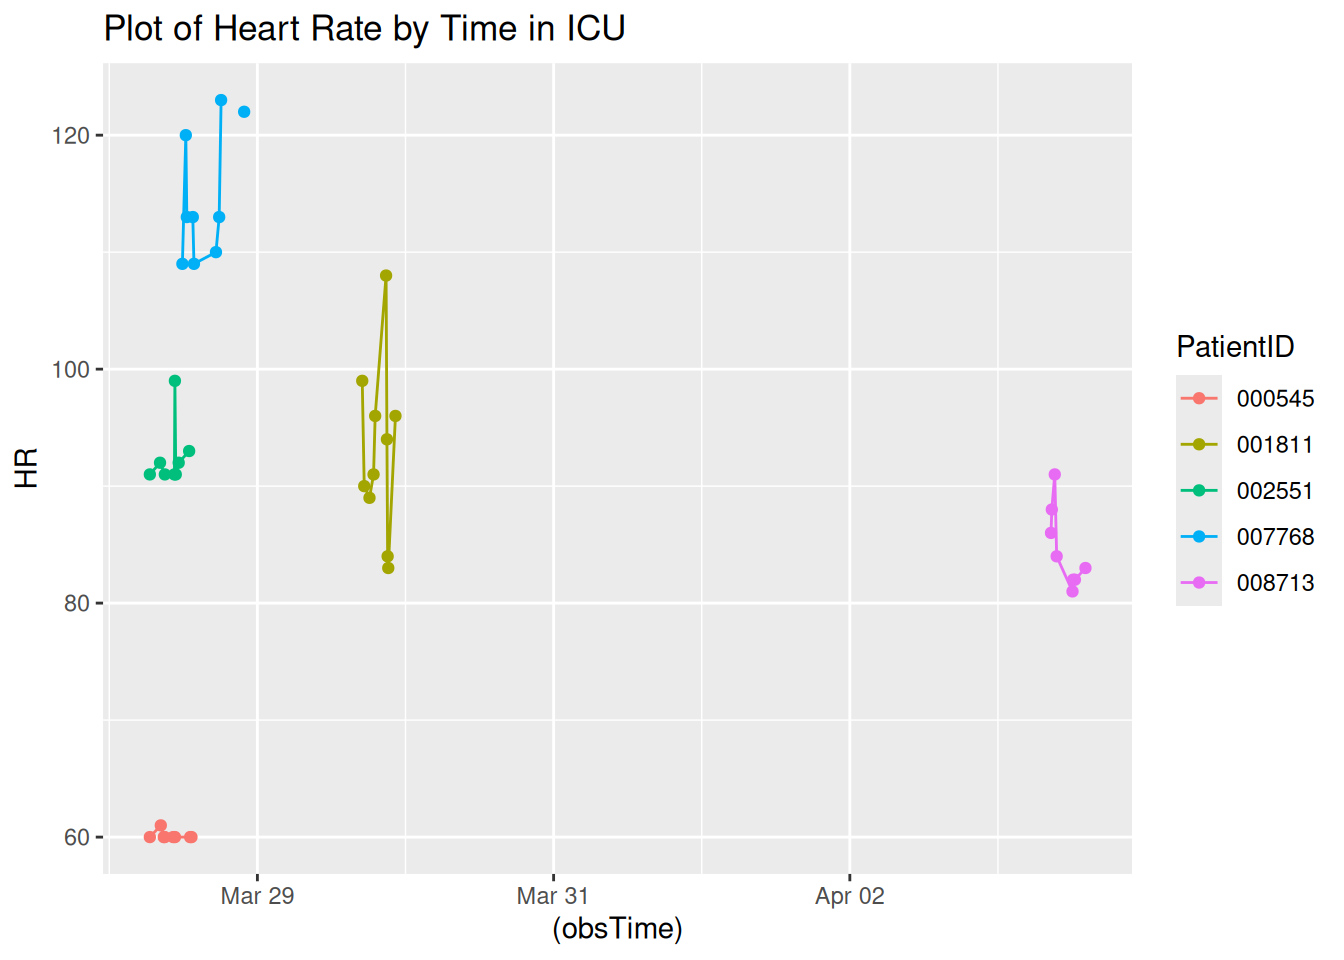 Plot of Heart Rate by Time in ICU
120
100
80
60
HR
Mar 29
Mar 31
Apr 02
(obsTime)
PatientID
000545
001811
002551
007768
008713